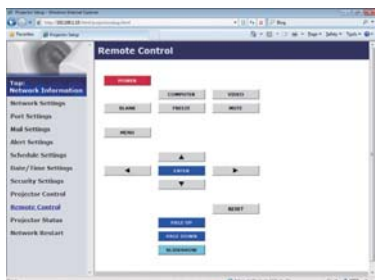 Remote Control
Top:
Network Information
Network Settings
Port Settings
Mail Settings
Alert Settings
Schedule Settings
Date/Time Settings
Security Settings
Projector Control
Remote Control
Projector Status
Network Restart
POWER
COMPUTER VIDEO
BLANK FREEZE MUTE
MENU
ENTER
RESET
PAGE UP
PAGE DOWN
SLIDESHOW